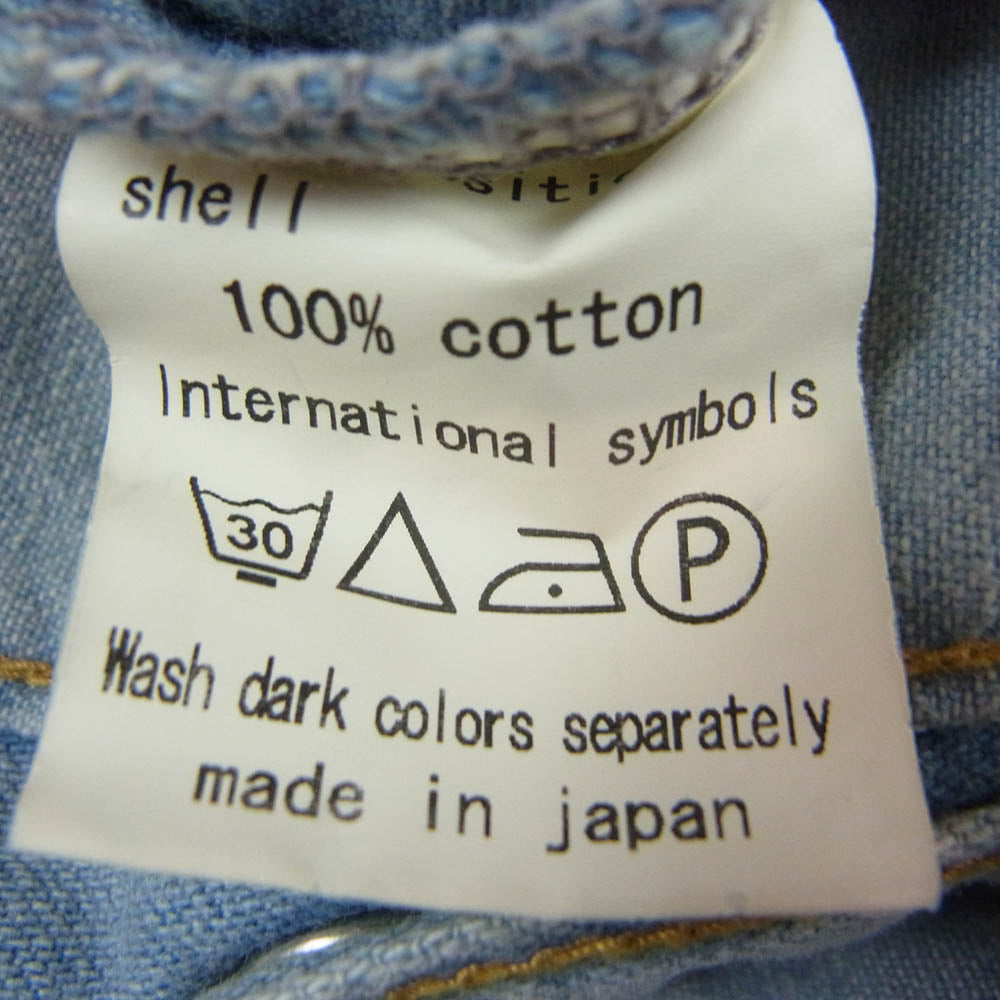 shell
100% cotton
International symbols
30 P
Wash dark colors separately
made in japan